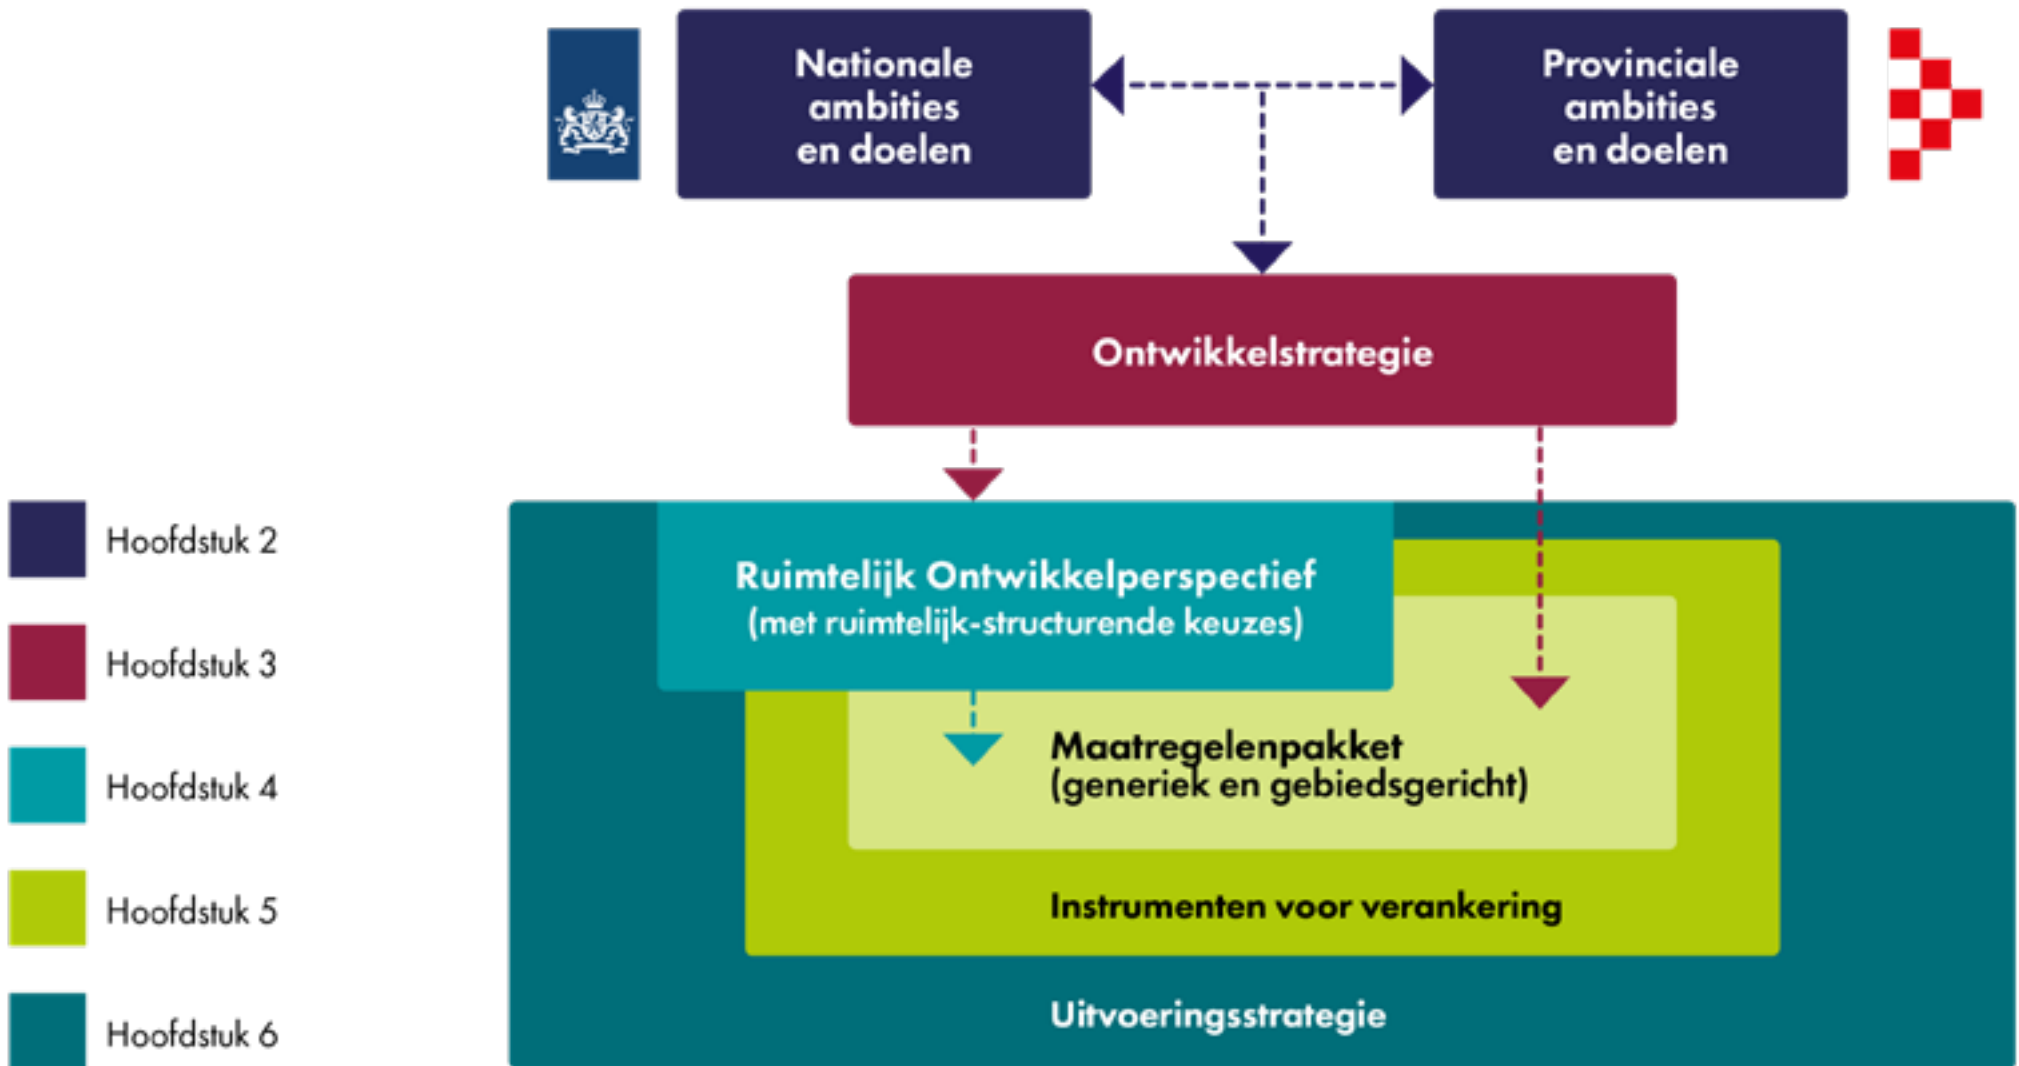 Nationale
ambities
en doelen
Provinciale
ambities
en doelen
Ontwikkelstrategie
Hoofdstuk 2
Hoofdstuk 3
Hoofdstuk 4
Hoofdstuk 5
Hoofdstuk 6
Ruimtelijk Ontwikkelperspectief
(met ruimtelijk-structurende keuzes)
Maatregelenpakket
(generiek en gebiedsgericht)
Instrumenten voor verankering
Uitvoeringsstrategie